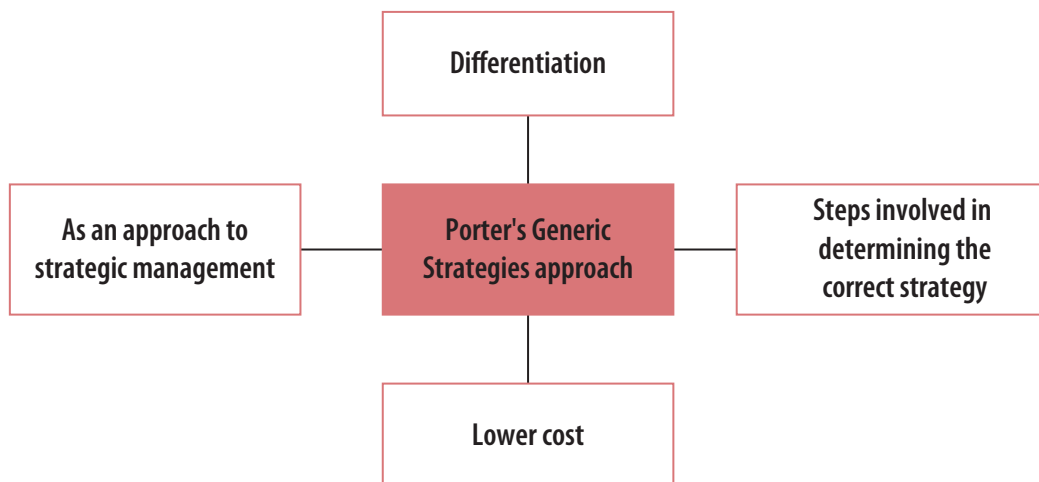 Differentiation
As an approach to
strategic management
Porter's Generic
Strategies approach
Steps involved in
determining the
correct strategy
Lower cost